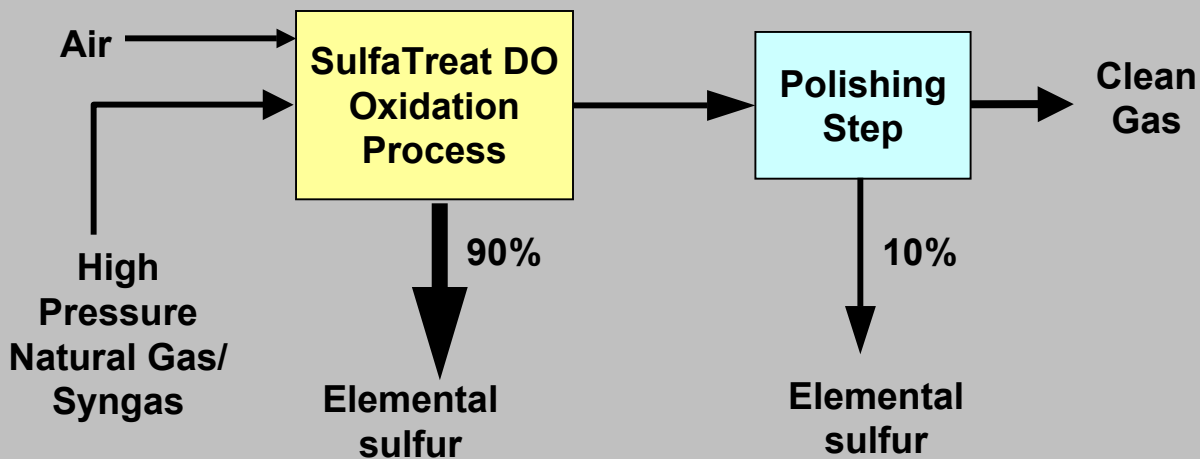 Air
SulfaTreat DO
Oxidation
Process
Polishing
Step
Clean
Gas
90%
10%
High
Pressure
Natural Gas/
Syngas
Elemental
sulfur
Elemental
sulfur